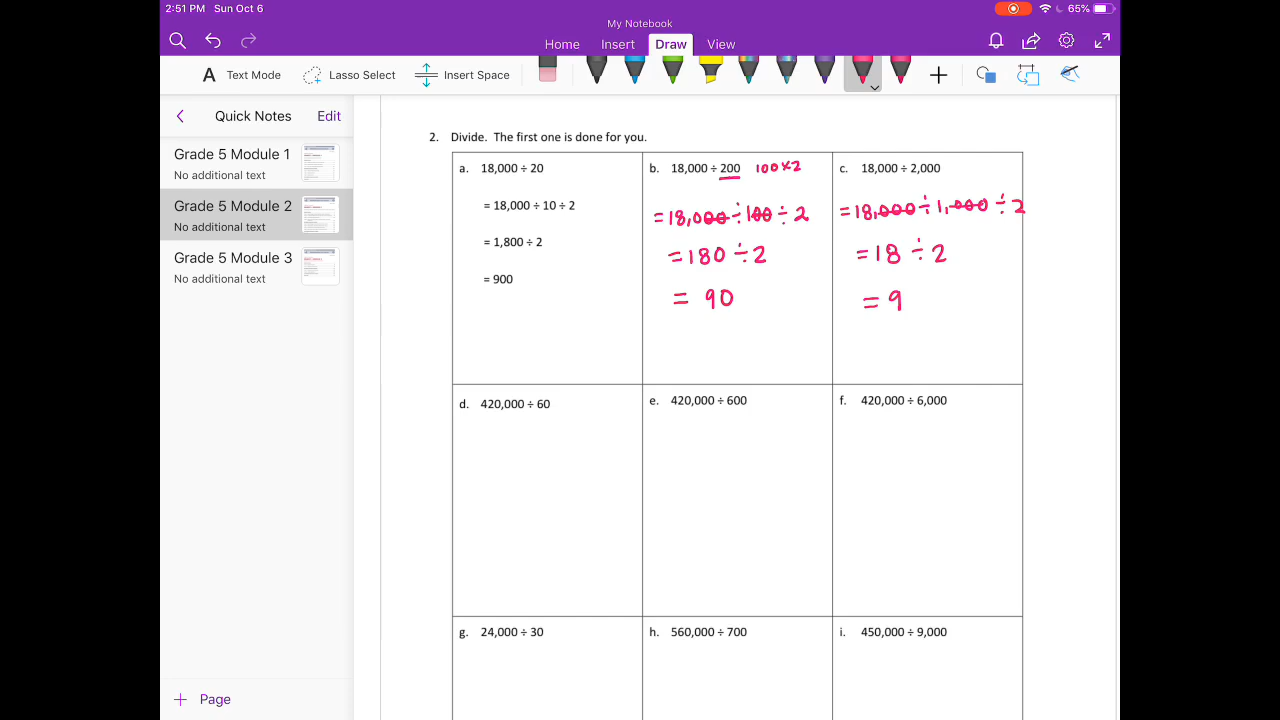 2:51 PM Sun Oct 6
65%
My Notebook
Home Insert Draw View
Text Mode Lasso Select Insert Space
Quick Notes Edit
Grade 5 Module 1
No additional text
Grade 5 Module 2
No additional text
Grade 5 Module 3
No additional text
Page
2. Divide. The first one is done for you.
a. 18,000 ÷ 20
= 18,000 ÷ 10 ÷ 2
= 1,800 ÷ 2
= 900
b. 18,000 ÷ 200 100×2
=18,000÷100÷2
=180÷2
= 90
c. 18,000 ÷ 2,000
=18,000÷1,000÷2
=18÷2
=9
d. 420,000 ÷ 60
e. 420,000 ÷ 600
f. 420,000 ÷ 6,000
g. 24,000 ÷ 30
h. 560,000 ÷ 700
i. 450,000 ÷ 9,000